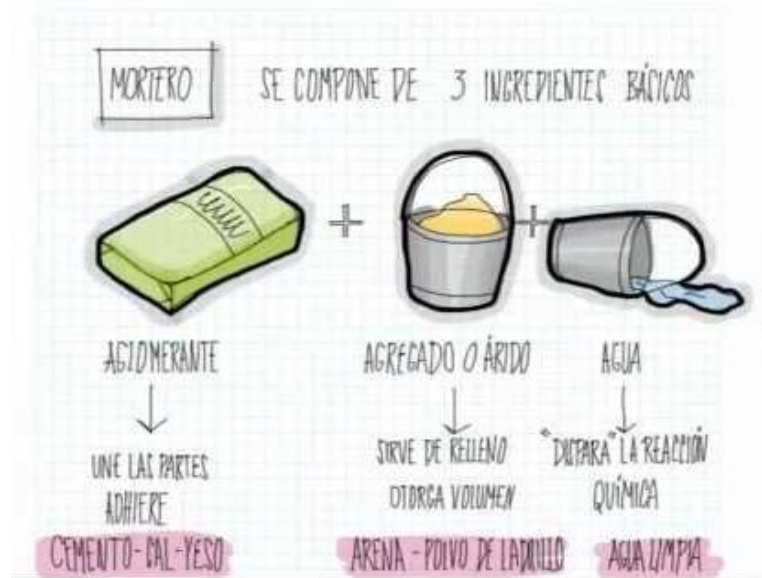 MORTERO SE COMPONE DE 3 INGREDIENTES BÁSICOS
AGLOMERANTE
UNE LAS PARTES
ADHIERE
CEMENTO-CAL-YESO
AGREGADO O ÁRIDO
SIRVE DE RELLENO
OTORGA VOLUMEN
ARENA - POLVO DE LADRILLO
AGUA
"DISPARA" LA REACCIÓN
QUÍMICA
AGUA LIMPIA